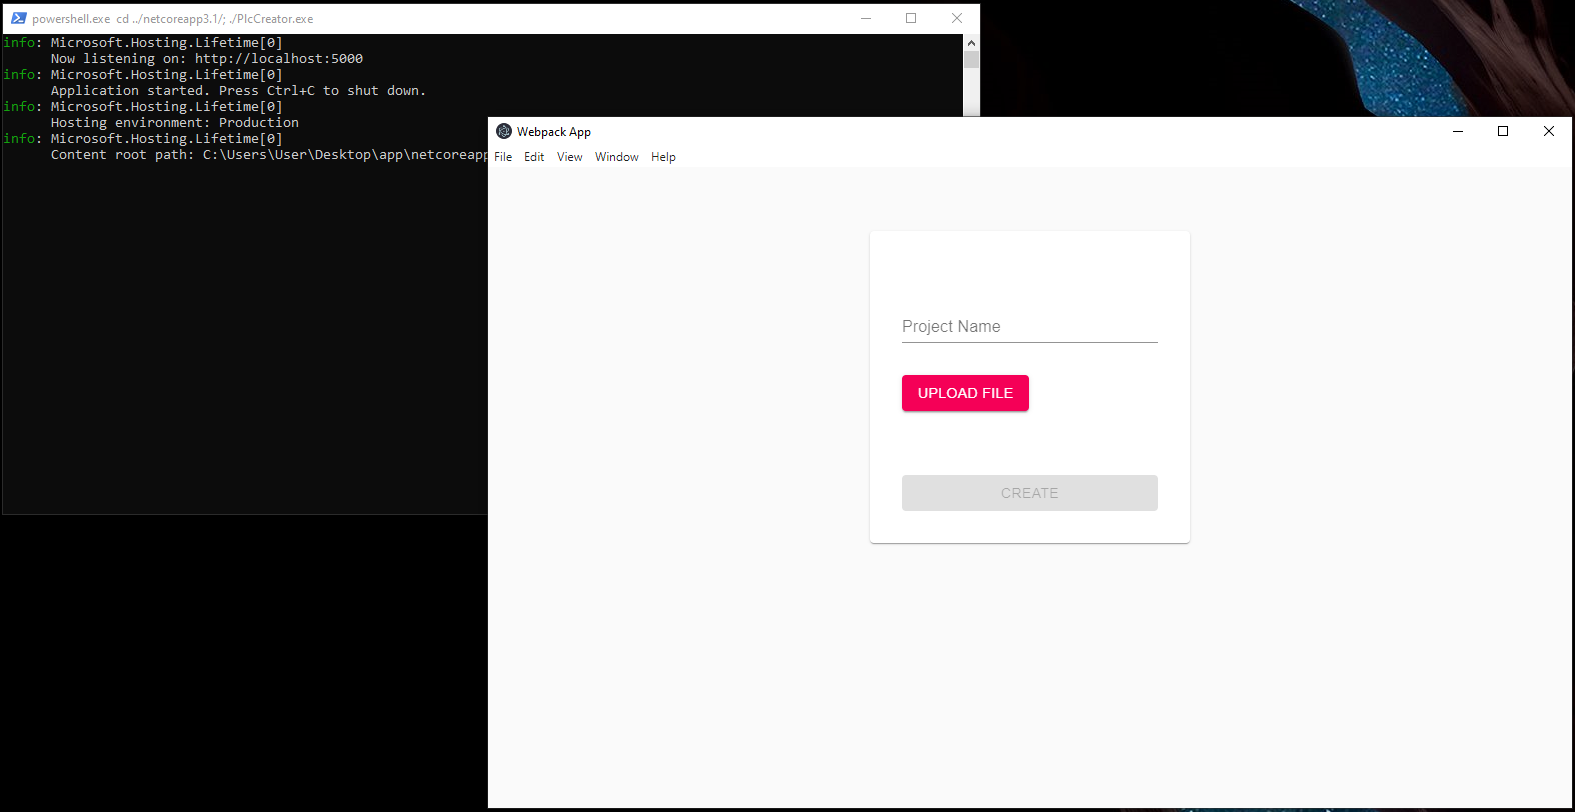 powershell.exe cd ../netcoreapp3.1/; ./PlcCreator.exe
info: Microsoft.Hosting.Lifetime[0]
Now listening on: http://localhost:5000
info: Microsoft.Hosting.Lifetime[0]
Application started. Press Ctrl+C to shut down.
info: Microsoft.Hosting.Lifetime[0]
Hosting environment: Production
info: Microsoft.Hosting.Lifetime[0]
Content root path: C:\Users\User\Desktop\app\netcoreapp
Webpack App
File Edit View Window Help
Project Name
UPLOAD FILE
CREATE